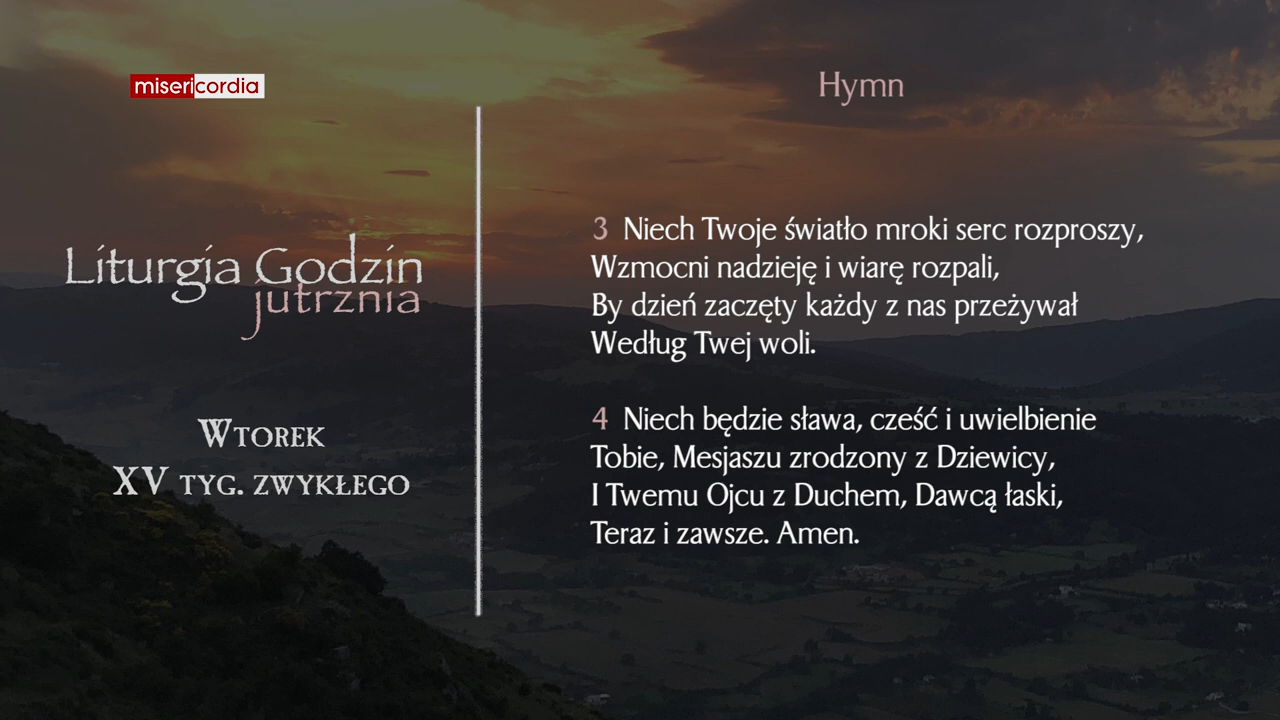 misericordia
Liturgia Godzin
jutrznia
Wtorek
XV tyg. zwykłego
Hymn
3 Niech Twoje światło mroki serc rozproszy,
Wzmocni nadzieję i wiarę rozpali,
By dzień zaczęty każdy z nas przeżywał
Według Twej woli.
4 Niech będzie sława, cześć i uwielbienie
Tobie, Mesjaszu zrodzony z Dziewicy,
I Twemu Ojcu z Duchem, Dawcą łaski,
Teraz i zawsze. Amen.